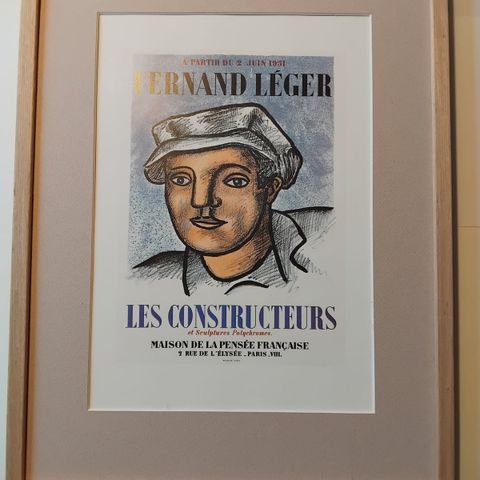 A PARTIR DU 2 JUIN 1951
FERNAND LÉGER
LES CONSTRUCTEURS
et Sculptures Polychromes.
MAISON DE LA PENSÉE FRANÇAISE
2 RUE DE L'ÉLYSÉE . PARIS .VIII.